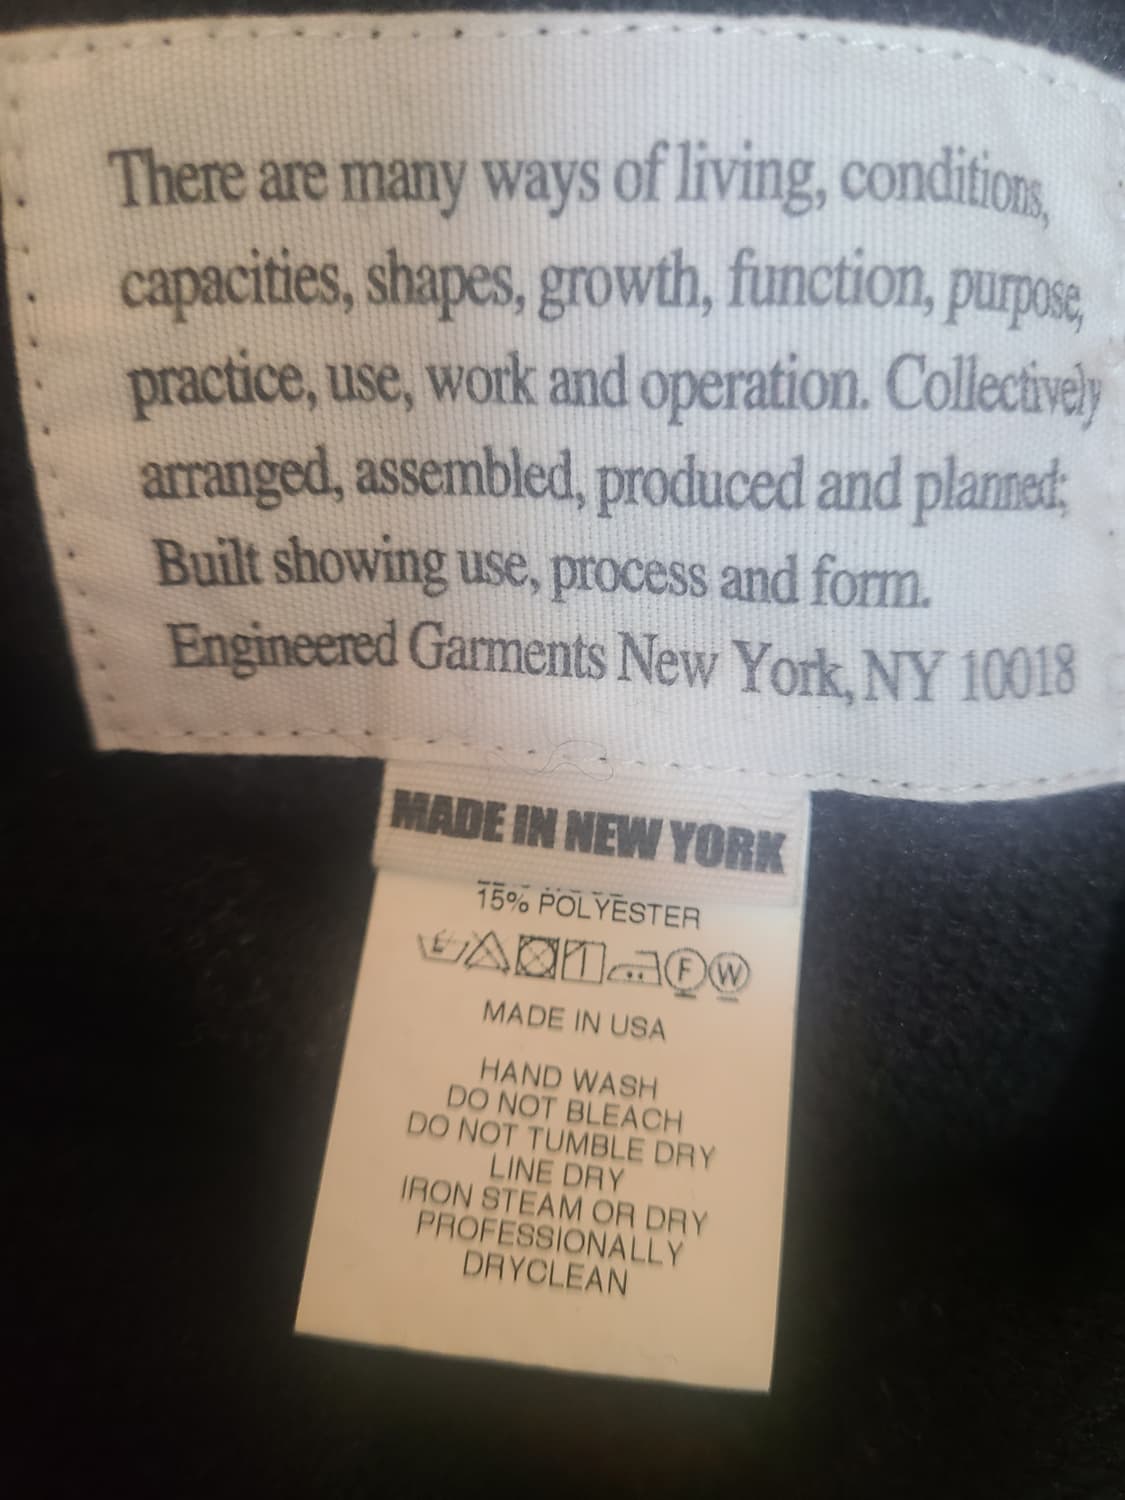 There are many ways of living, conditions,
capacities, shapes, growth, function, purpose,
practice, use, work and operation. Collectively
arranged, assembled, produced and planned;
Built showing use, process and form.
Engineered Garments New York, NY 10018
MADE IN NEW YORK
15% POLYESTER
F W
MADE IN USA
HAND WASH
DO NOT BLEACH
DO NOT TUMBLE DRY
LINE DRY
IRON STEAM OR DRY
PROFESSIONALLY
DRYCLEAN